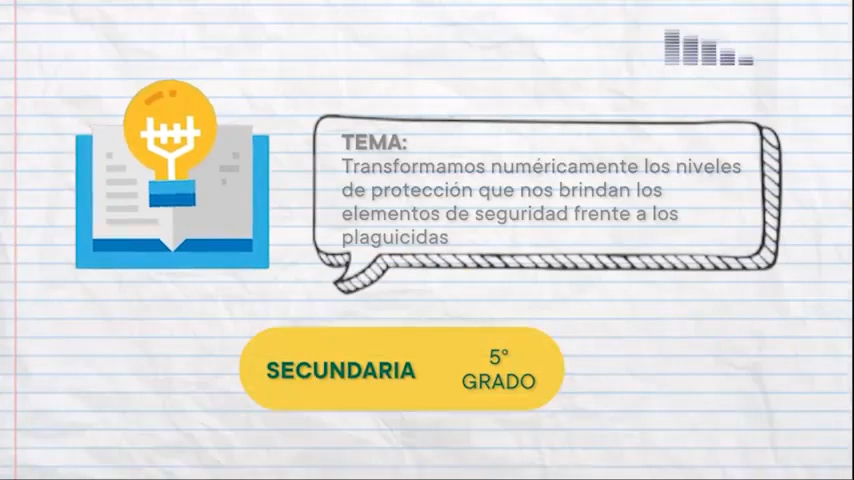 TEMA:
Transformamos numéricamente los niveles
de protección que nos brindan los
elementos de seguridad frente a los
plaguicidas
SECUNDARIA
5°
GRADO